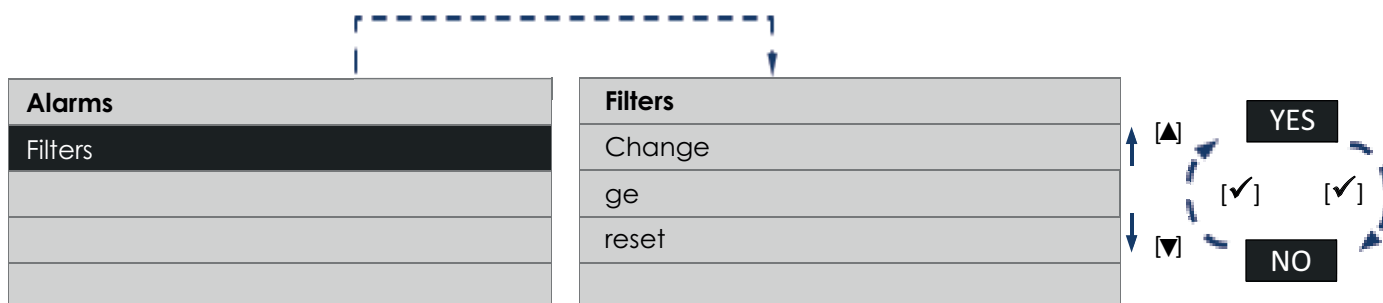 Alarms
Filters
Filters
Change
ge
reset
[▲]
[▼]
YES
[✔] [✔]
NO